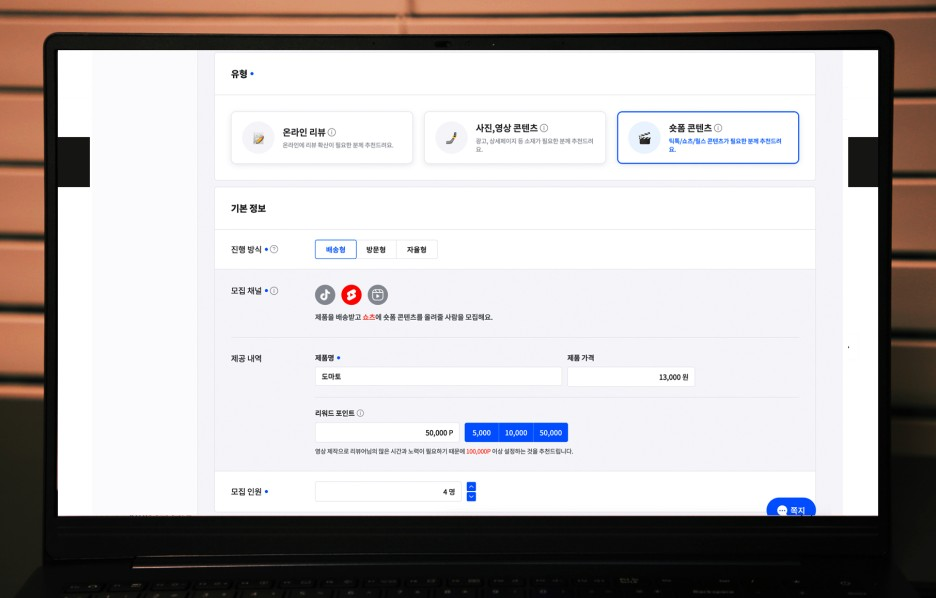 유형
온라인 리뷰
온라인에 리뷰 확산이 필요한 분께 추천드려요.
사진,영상 콘텐츠
광고, 상세페이지 등 소재가 필요한 분께 추천드려
요.
숏폼 콘텐츠
틱톡/쇼츠/릴스 콘텐츠가 필요한 분께 추천드려
요.
기본 정보
진행 방식
배송형 방문형 자율형
모집 채널
제품을 배송받고 쇼츠에 숏폼 콘텐츠를 올려줄 사람을 모집해요.
제공 내역
제품명
제품 가격
도마토
13,000 원
리워드 포인트
50,000 P 5,000 10,000 50,000
영상 제작으로 리뷰어님의 많은 시간과 노력이 필요하기 때문에 100,000P 이상 설정하는 것을 추천드립니다.
모집 인원
4 명
쪽지